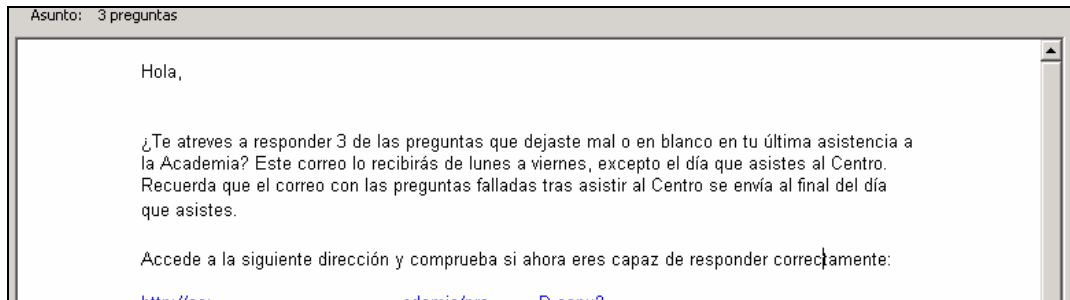 Asunto: 3 preguntas
Hola,
¿Te atreves a responder 3 de las preguntas que dejaste mal o en blanco en tu última asistencia a
la Academia? Este correo lo recibirás de lunes a viernes, excepto el día que asistes al Centro.
Recuerda que el correo con las preguntas falladas tras asistir al Centro se envía al final del día
que asistes.
Accede a la siguiente dirección y comprueba si ahora eres capaz de responder correctamente: